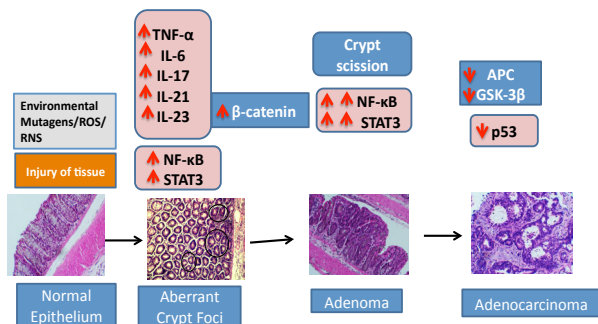 Environmental
Mutagens/ROS/
RNS
Injury of tissue
TNF-α
IL-6
IL-17
IL-21
IL-23
NF-κB
STAT3
β-catenin
Crypt
scission
NF-κB
STAT3
APC
GSK-3β
p53
Normal
Epithelium
Aberrant
Crypt Foci
Adenoma
Adenocarcinoma